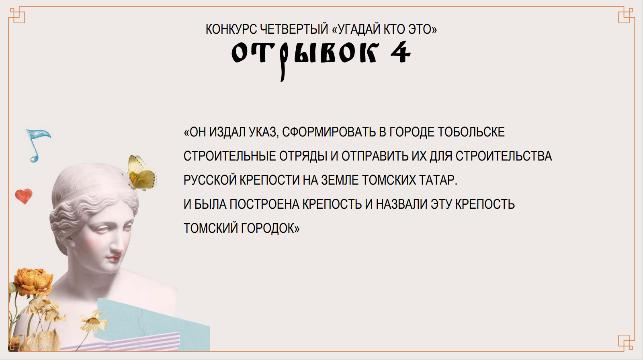 КОНКУРС ЧЕТВЕРТЫЙ «УГАДАЙ КТО ЭТО»
ОТРЫВОК 4
«ОН ИЗДАЛ УКАЗ, СФОРМИРОВАТЬ В ГОРОДЕ ТОБОЛЬСКЕ
СТРОИТЕЛЬНЫЕ ОТРЯДЫ И ОТПРАВИТЬ ИХ ДЛЯ СТРОИТЕЛЬСТВА
РУССКОЙ КРЕПОСТИ НА ЗЕМЛЕ ТОМСКИХ ТАТАР.
И БЫЛА ПОСТРОЕНА КРЕПОСТЬ И НАЗВАЛИ ЭТУ КРЕПОСТЬ
ТОМСКИЙ ГОРОДОК»